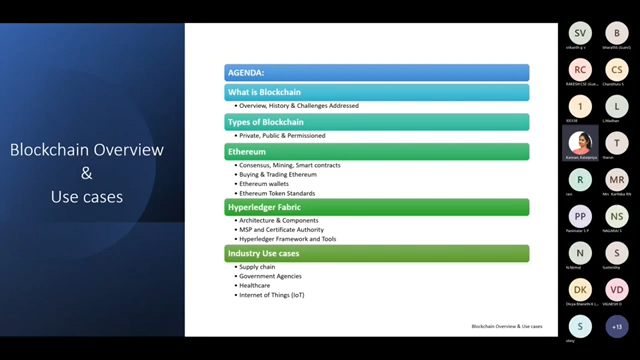 Blockchain Overview
&
Use cases
AGENDA:
What is Blockchain
• Overview, History & Challenges Addressed
Types of Blockchain
• Private, Public & Permissioned
Ethereum
• Consensus, Mining, Smart contracts
• Buying & Trading Ethereum
• Ethereum wallets
• Ethereum Token Standards
Hyperledger Fabric
• Architecture & Components
• MSP and Certificate Authority
• Hyperledger Framework and Tools
Industry Use cases
• Supply chain
• Government Agencies
• Healthcare
• Internet of Things (IoT)
Blockchain Overview & Use cases
SV
B
RC
CS
1
L
L Madhan
T
R
ravi
MR
PP
NS
N
S
DK
VD
S
shiny
+13